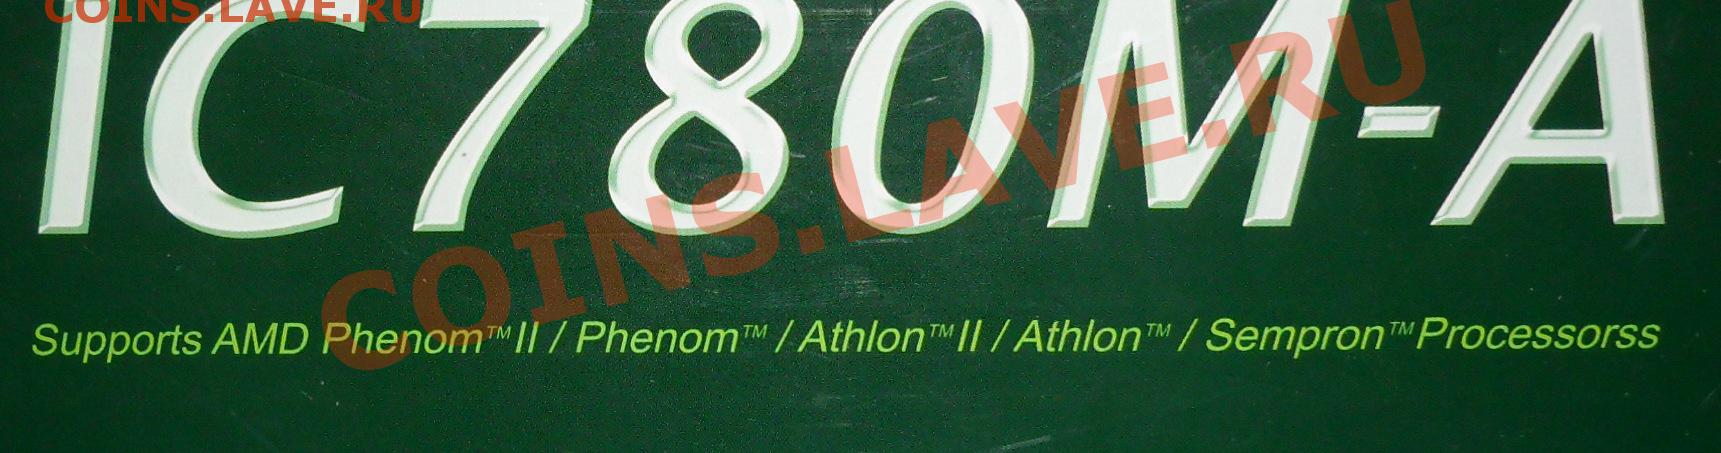 COINS.LAVE.RU
IC780M-A
COINS.LAVE.RU
Supports AMD Phenom™ II / Phenom™ / Athlon™ II / Athlon™ / Sempron™ Processorss